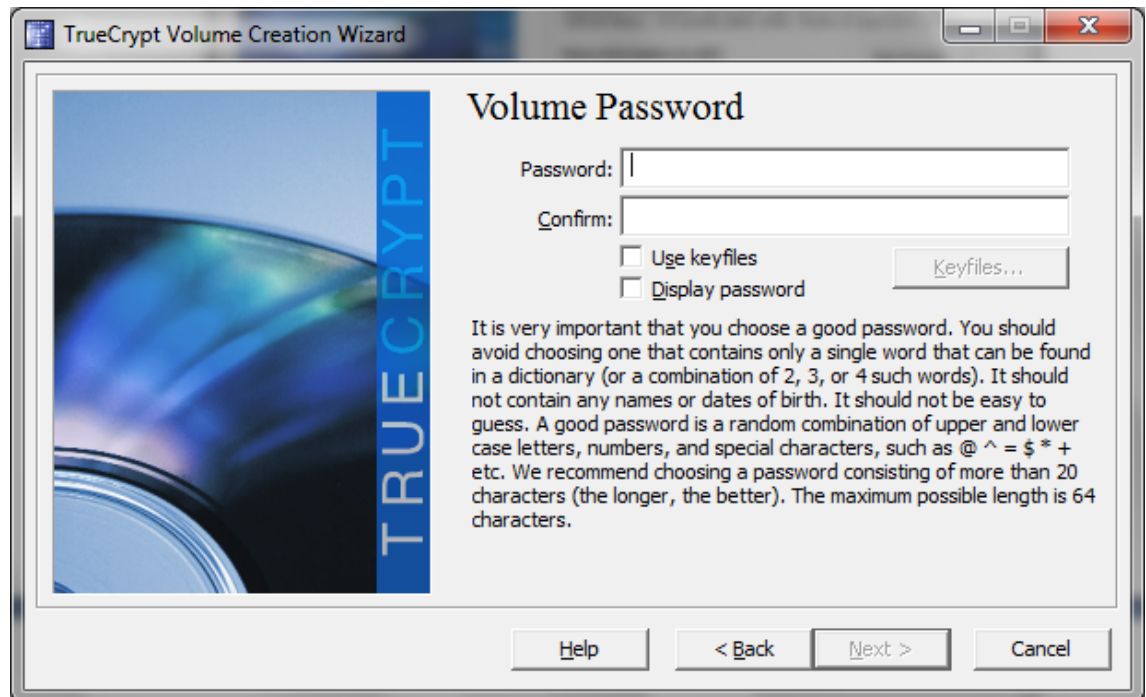 TrueCrypt Volume Creation Wizard
TRUECRYPT
Volume Password
Password:
Confirm:
Use keyfiles
Keyfiles...
Display password
It is very important that you choose a good password. You should
avoid choosing one that contains only a single word that can be found
in a dictionary (or a combination of 2, 3, or 4 such words). It should
not contain any names or dates of birth. It should not be easy to
guess. A good password is a random combination of upper and lower
case letters, numbers, and special characters, such as @ ^ = $ * +
etc. We recommend choosing a password consisting of more than 20
characters (the longer, the better). The maximum possible length is 64
characters.
Help
< Back
Next >
Cancel